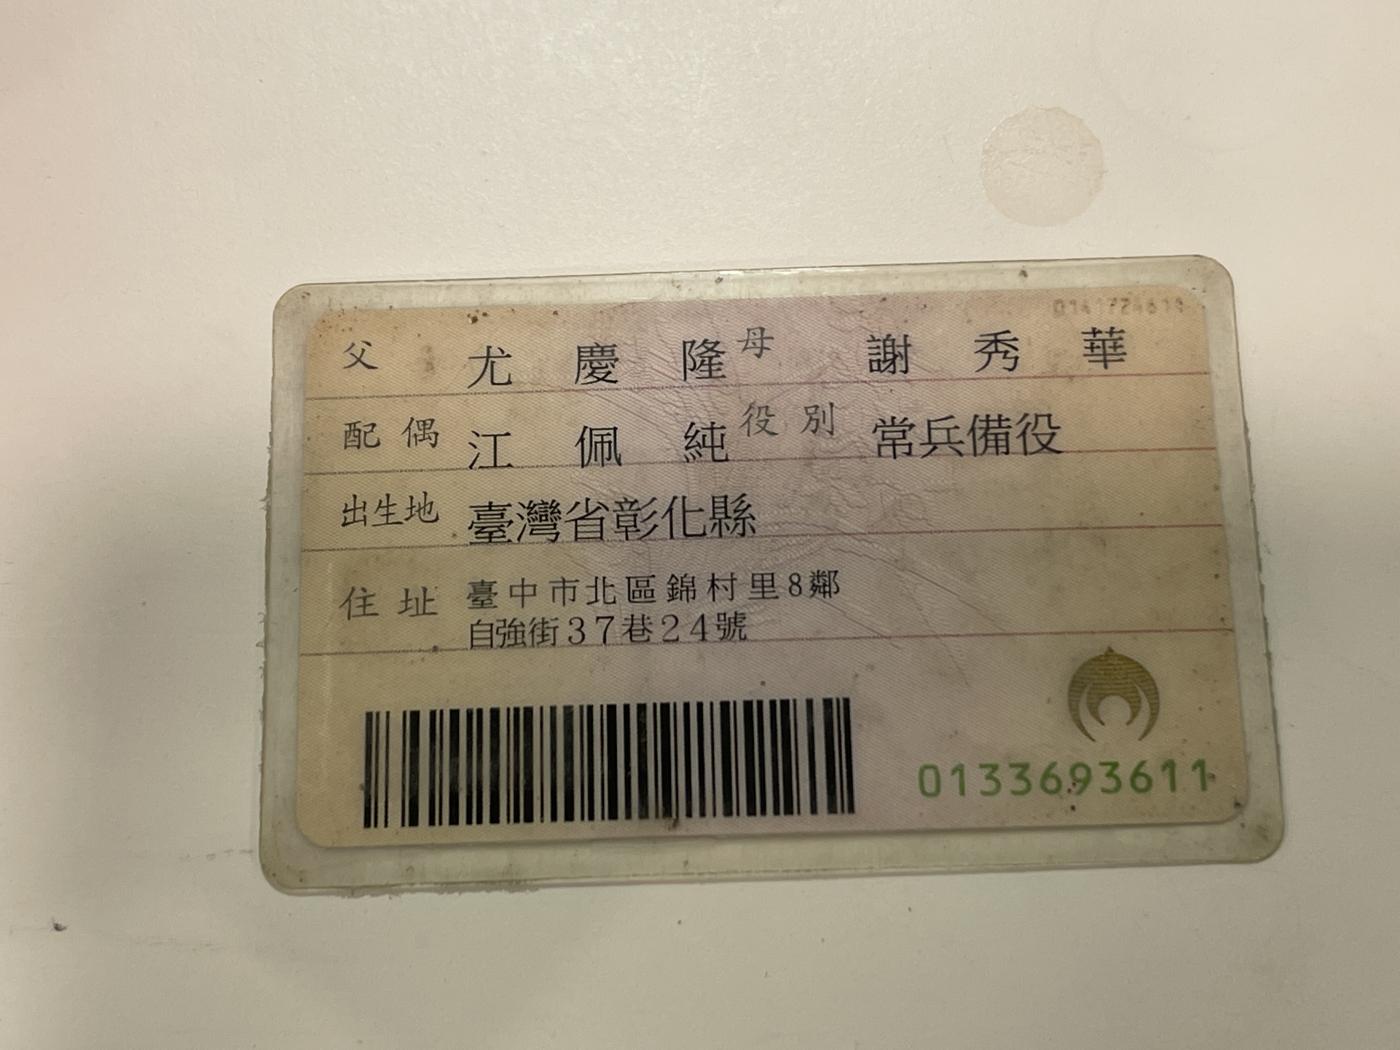 父 尤慶隆 母 謝秀華
配偶 江佩純 役別 常兵備役
出生地 臺灣省彰化縣
住址 臺中市北區錦村里8鄰
自強街37巷24號
0133693611